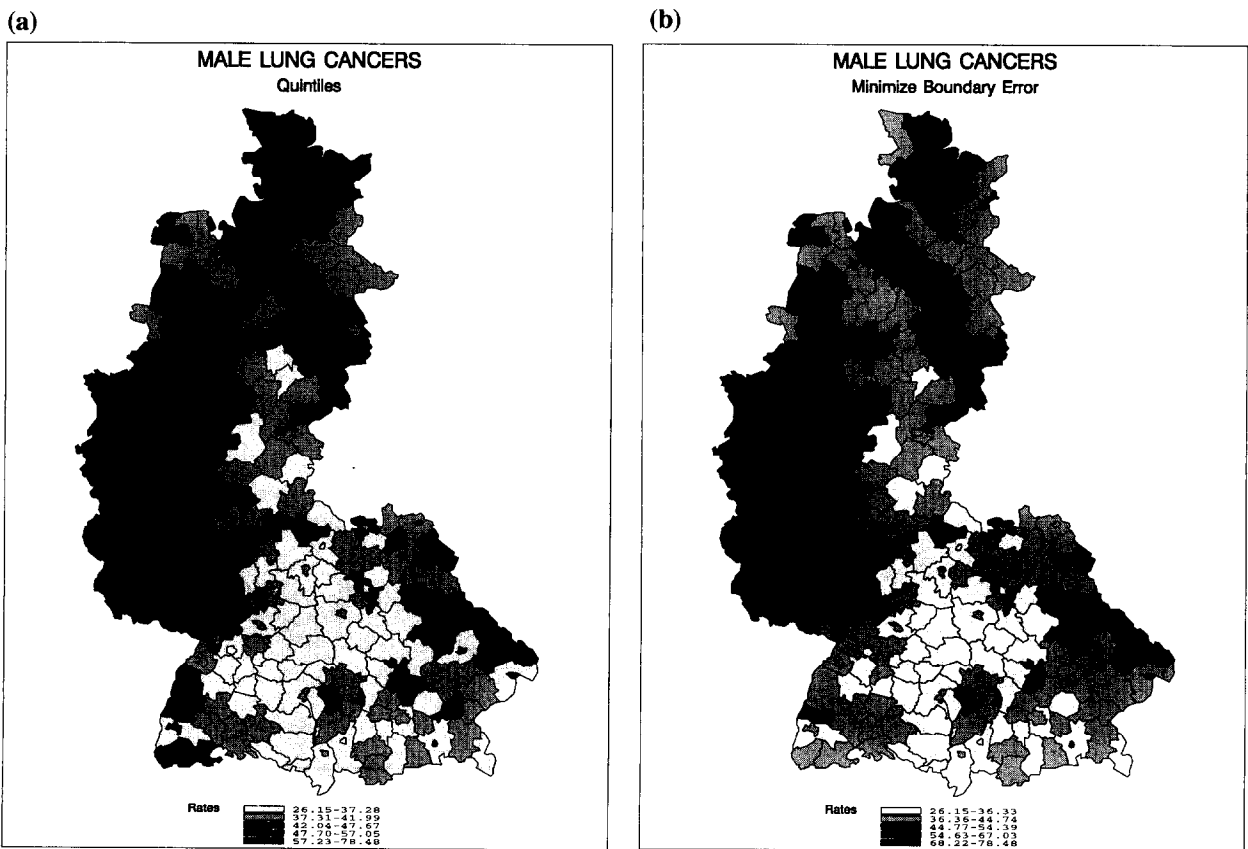 (a)
MALE LUNG CANCERS
Quintiles
Rates
26.15-37.28
37.31-41.99
42.04-47.67
47.70-57.05
57.23-78.48
(b)
MALE LUNG CANCERS
Minimize Boundary Error
Rates
26.15-36.33
36.36-44.74
44.77-54.39
54.63-67.03
68.22-78.48